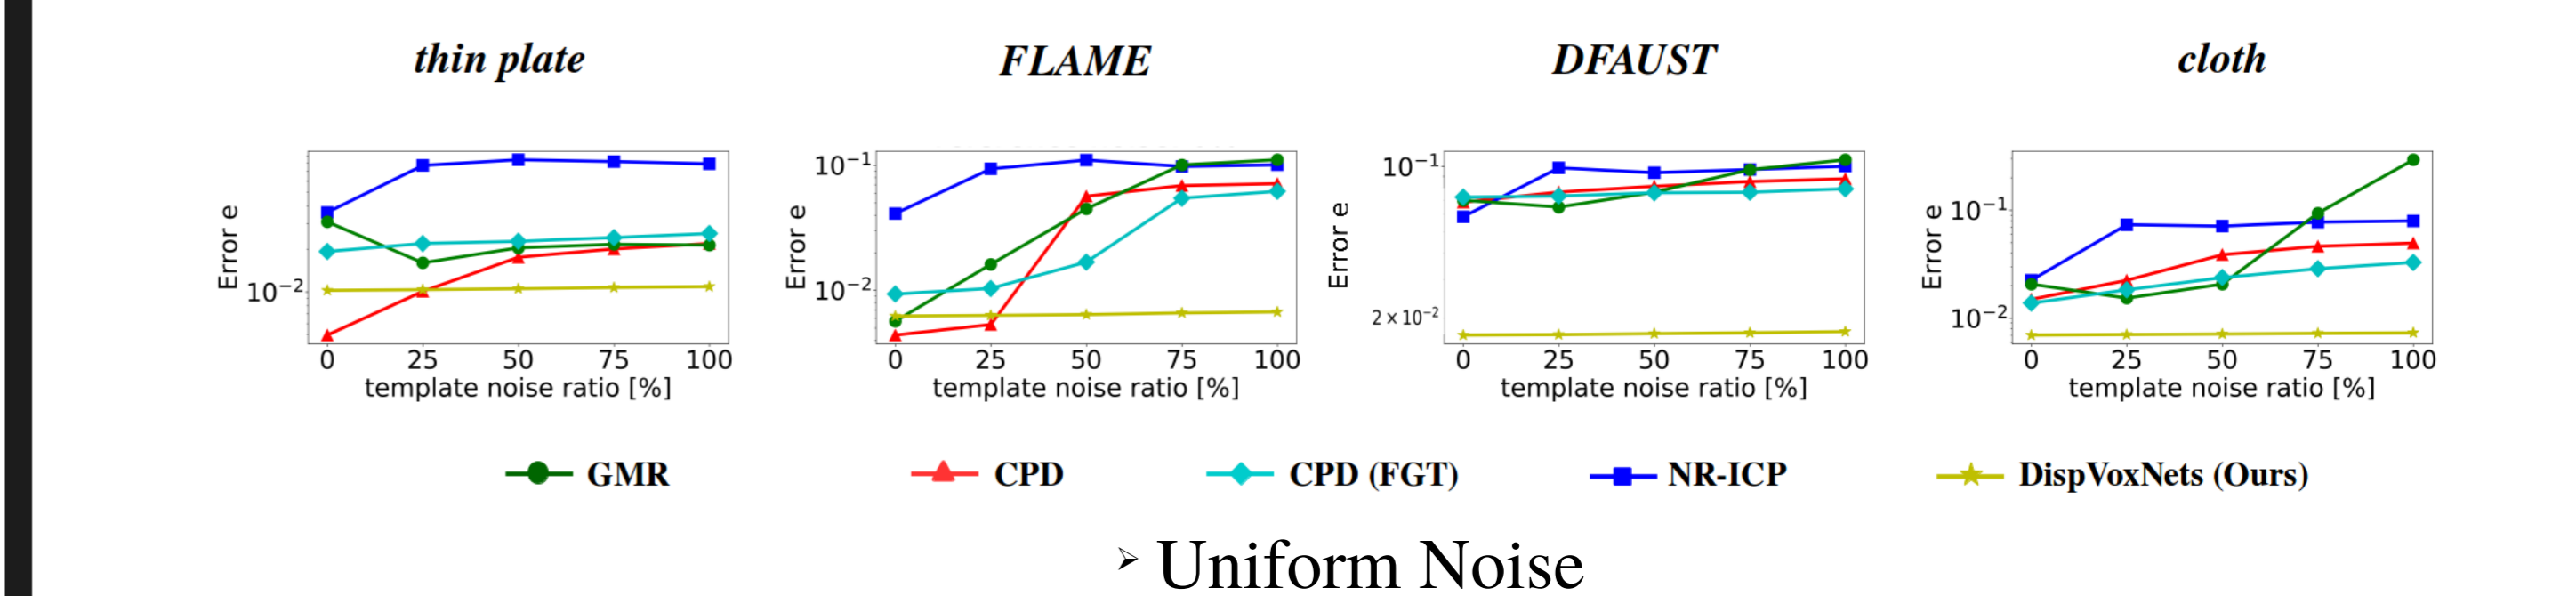 thin plate FLAME DFAUST cloth
Error e
10⁻²
0 25 50 75 100
template noise ratio [%]
Error e
10⁻¹
10⁻²
0 25 50 75 100
template noise ratio [%]
Error e
10⁻¹
2 × 10⁻²
0 25 50 75 100
template noise ratio [%]
Error e
10⁻¹
10⁻²
0 25 50 75 100
template noise ratio [%]
GMR CPD CPD (FGT) NR-ICP DispVoxNets (Ours)
➢ Uniform Noise